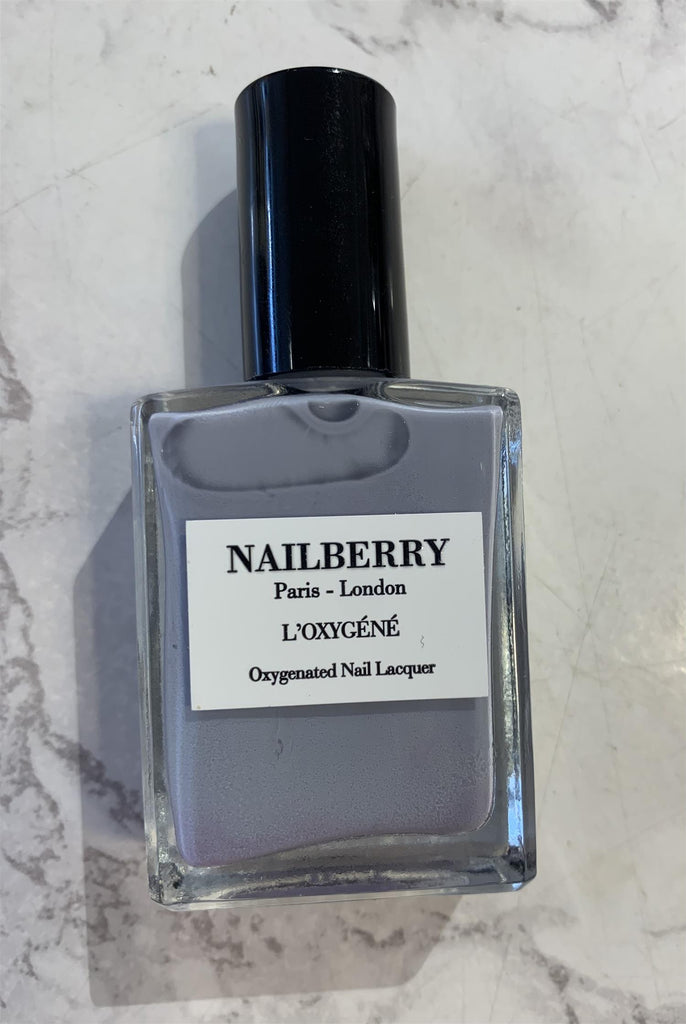 NAILBERRY
Paris - London
L'OXYGÉNÉ
Oxygenated Nail Lacquer